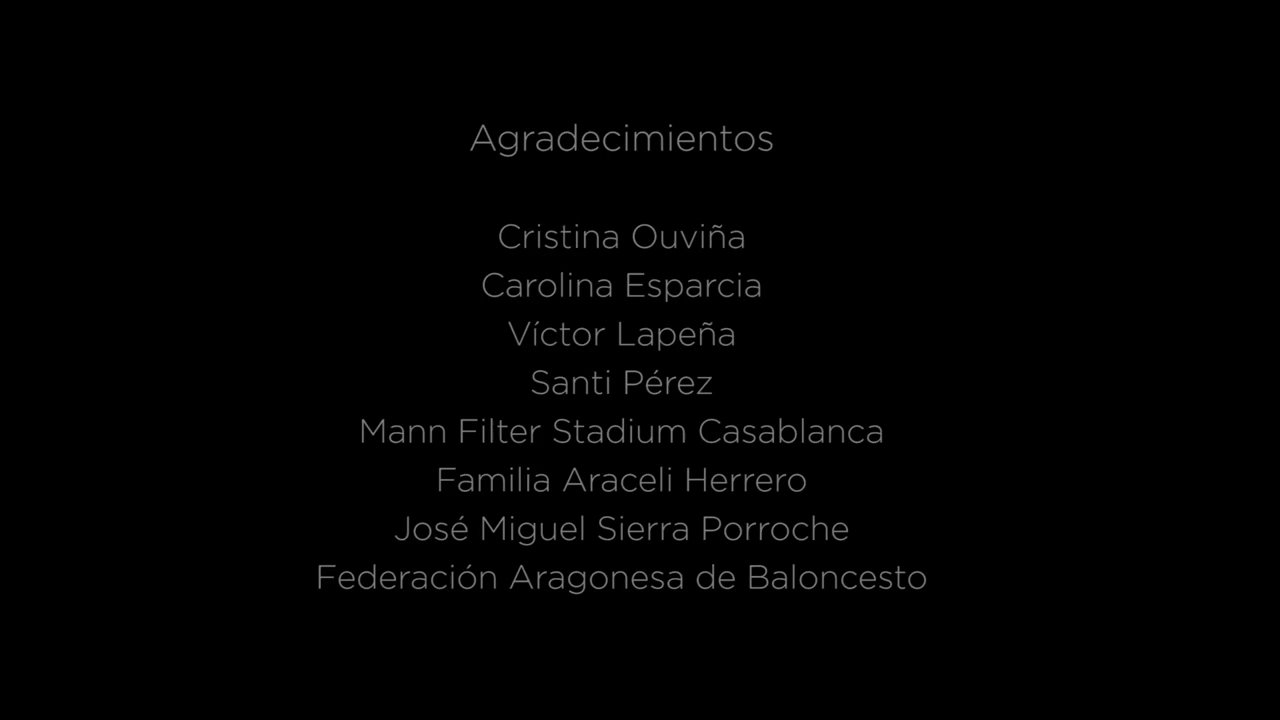 Agradecimientos
Cristina Ouviña
Carolina Esparcia
Víctor Lapeña
Santi Pérez
Mann Filter Stadium Casablanca
Familia Araceli Herrero
José Miguel Sierra Porroche
Federación Aragonesa de Baloncesto